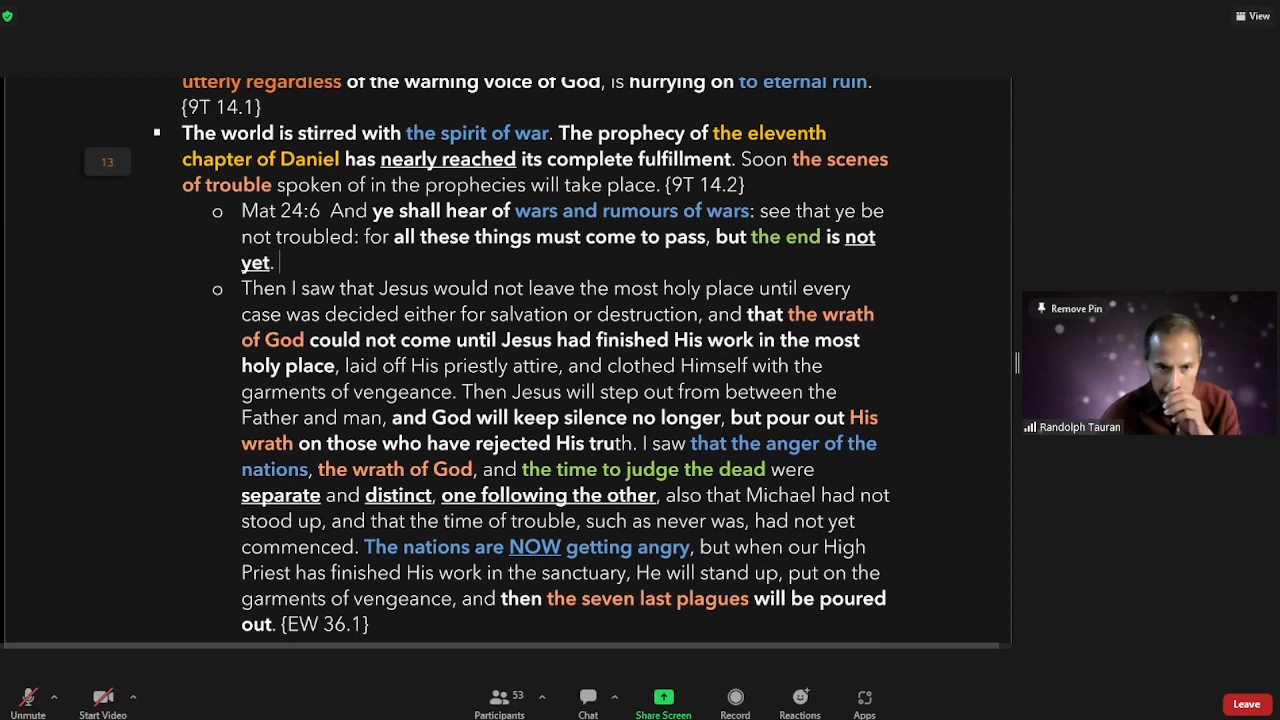 View
utterly regardless of the warning voice of God, is hurrying on to eternal ruin.
{9T 14.1}
▪ The world is stirred with the spirit of war. The prophecy of the eleventh
13
chapter of Daniel has nearly reached its complete fulfillment. Soon the scenes
of trouble spoken of in the prophecies will take place. {9T 14.2}
o Mat 24:6 And ye shall hear of wars and rumours of wars: see that ye be
not troubled: for all these things must come to pass, but the end is not
yet.
o Then I saw that Jesus would not leave the most holy place until every
case was decided either for salvation or destruction, and that the wrath
of God could not come until Jesus had finished His work in the most
holy place, laid off His priestly attire, and clothed Himself with the
garments of vengeance. Then Jesus will step out from between the
Father and man, and God will keep silence no longer, but pour out His
wrath on those who have rejected His truth. I saw that the anger of the
nations, the wrath of God, and the time to judge the dead were
separate and distinct, one following the other, also that Michael had not
stood up, and that the time of trouble, such as never was, had not yet
commenced. The nations are NOW getting angry, but when our High
Priest has finished His work in the sanctuary, He will stand up, put on the
garments of vengeance, and then the seven last plagues will be poured
out. {EW 36.1}
Remove Pin
Randolph Tauran
Unmute
Start Video
53
Participants
Chat
Share Screen
Record
Reactions
Apps
Leave